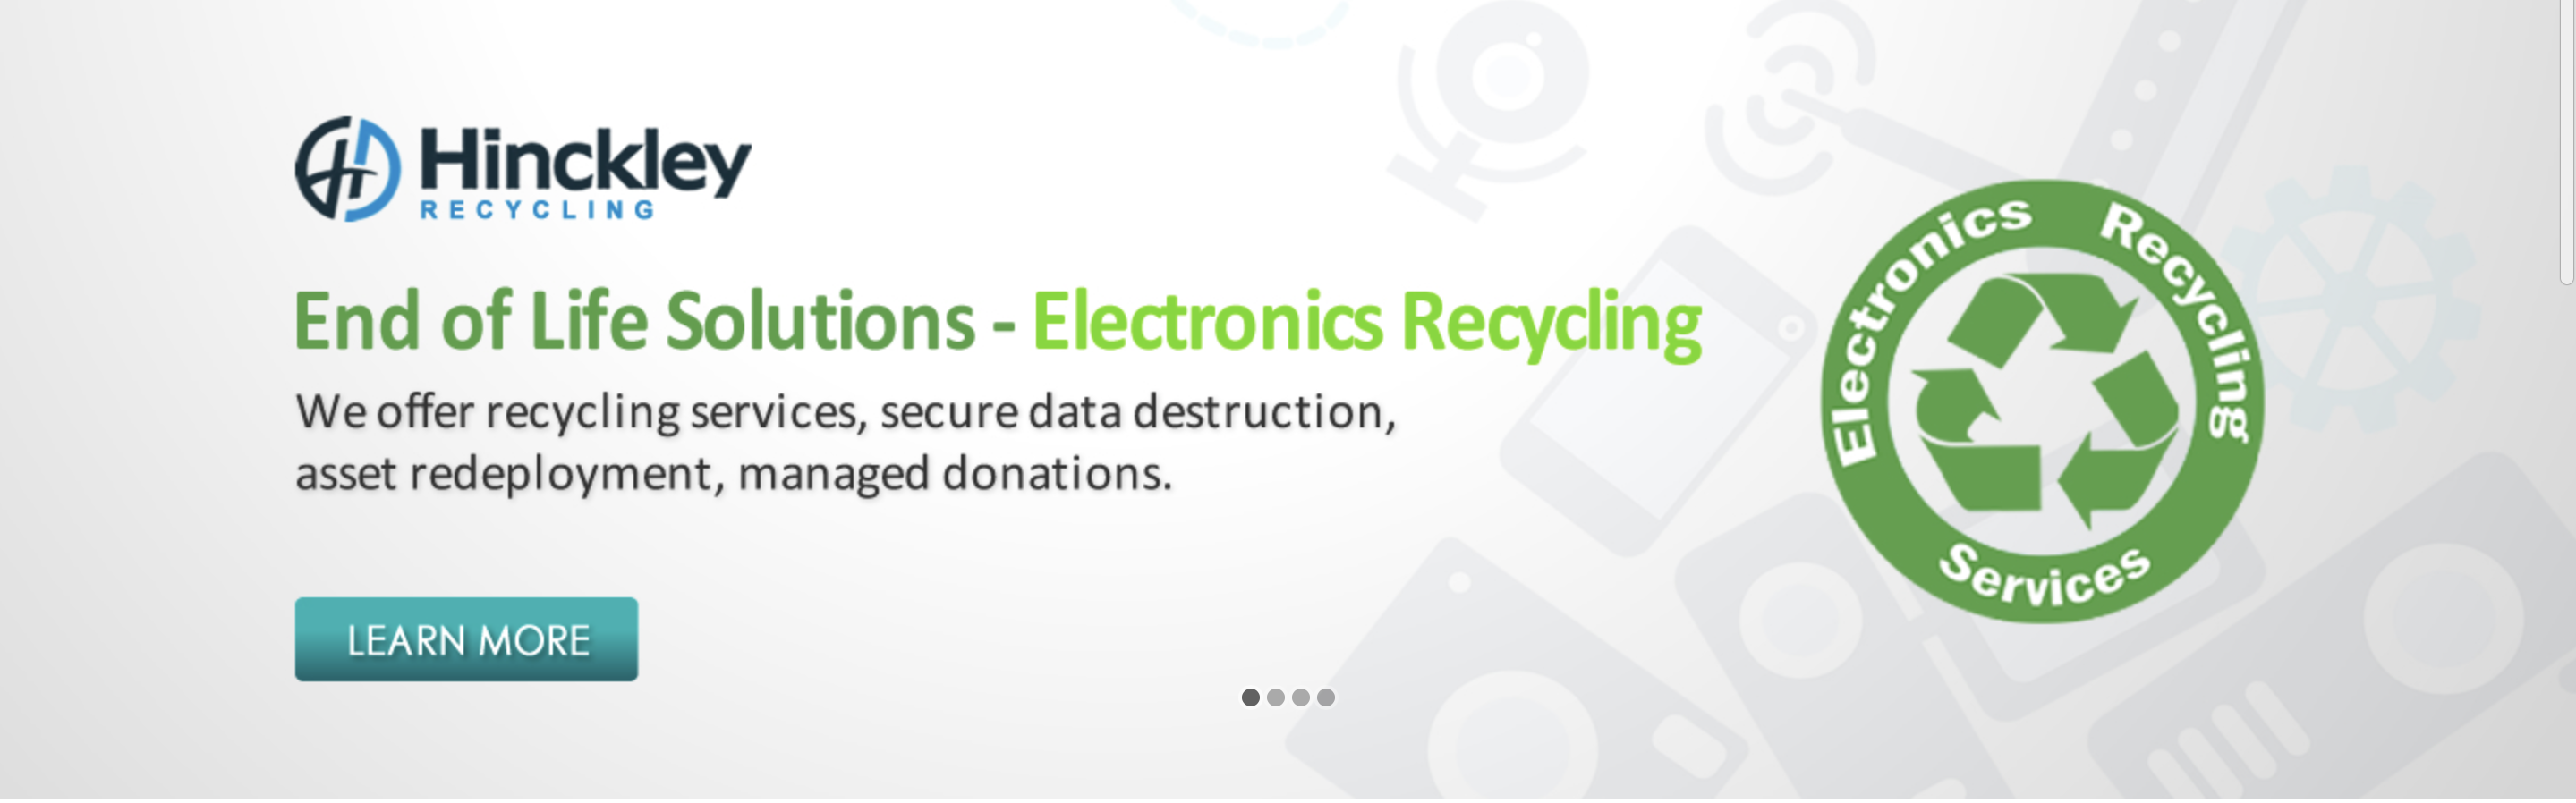 Hinckley
RECYCLING
End of Life Solutions - Electronics Recycling
We offer recycling services, secure data destruction,
asset redeployment, managed donations.
LEARN MORE
Electronics Recycling
Services